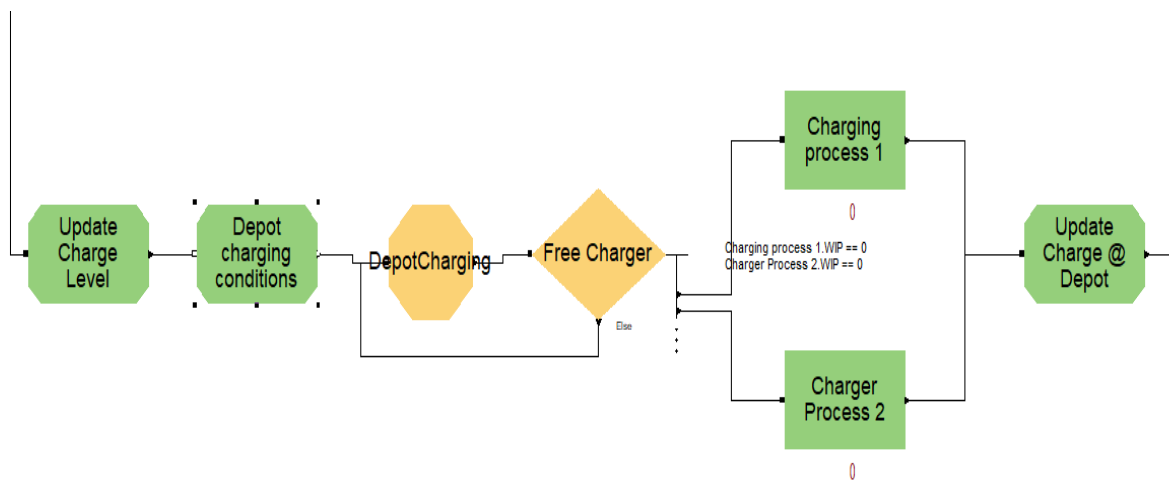 Update
Charge
Level
Depot
charging
conditions
DepotCharging
Free Charger
Else
Charging process 1.WIP == 0
Charger Process 2.WIP == 0
Charging
process 1
0
Charger
Process 2
0
Update
Charge @
Depot